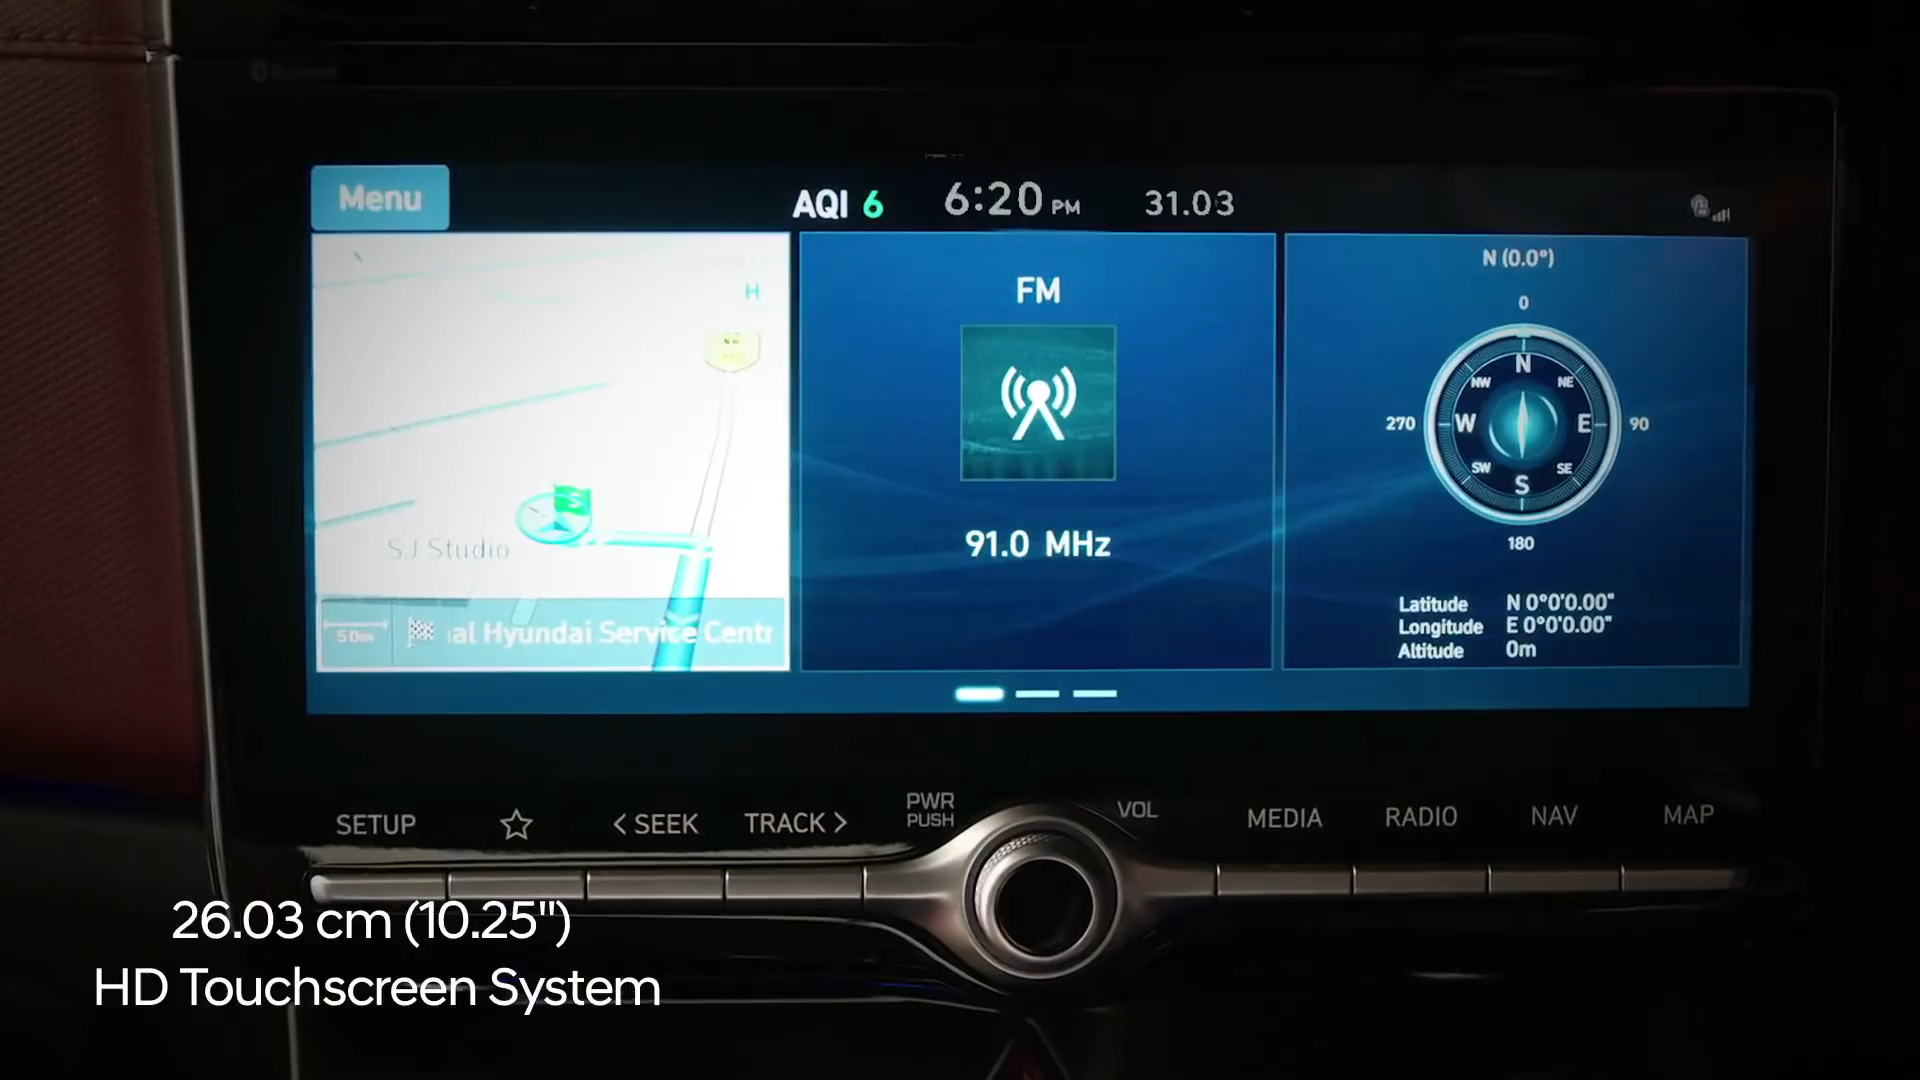 Menu
AQI 6
6:20 PM
31.03
H
S
S J Studio
50m
al Hyundai Service Cent
FM
91.0 MHz
N (0.0°)
0
N
NW
NE
270
W
E
90
SW
SE
S
180
Latitude N 0°0'0.00"
Longitude E 0°0'0.00"
Altitude 0m
SETUP
< SEEK
TRACK >
PWR
PUSH
VOL
MEDIA
RADIO
NAV
MAP
26.03 cm (10.25")
HD Touchscreen System